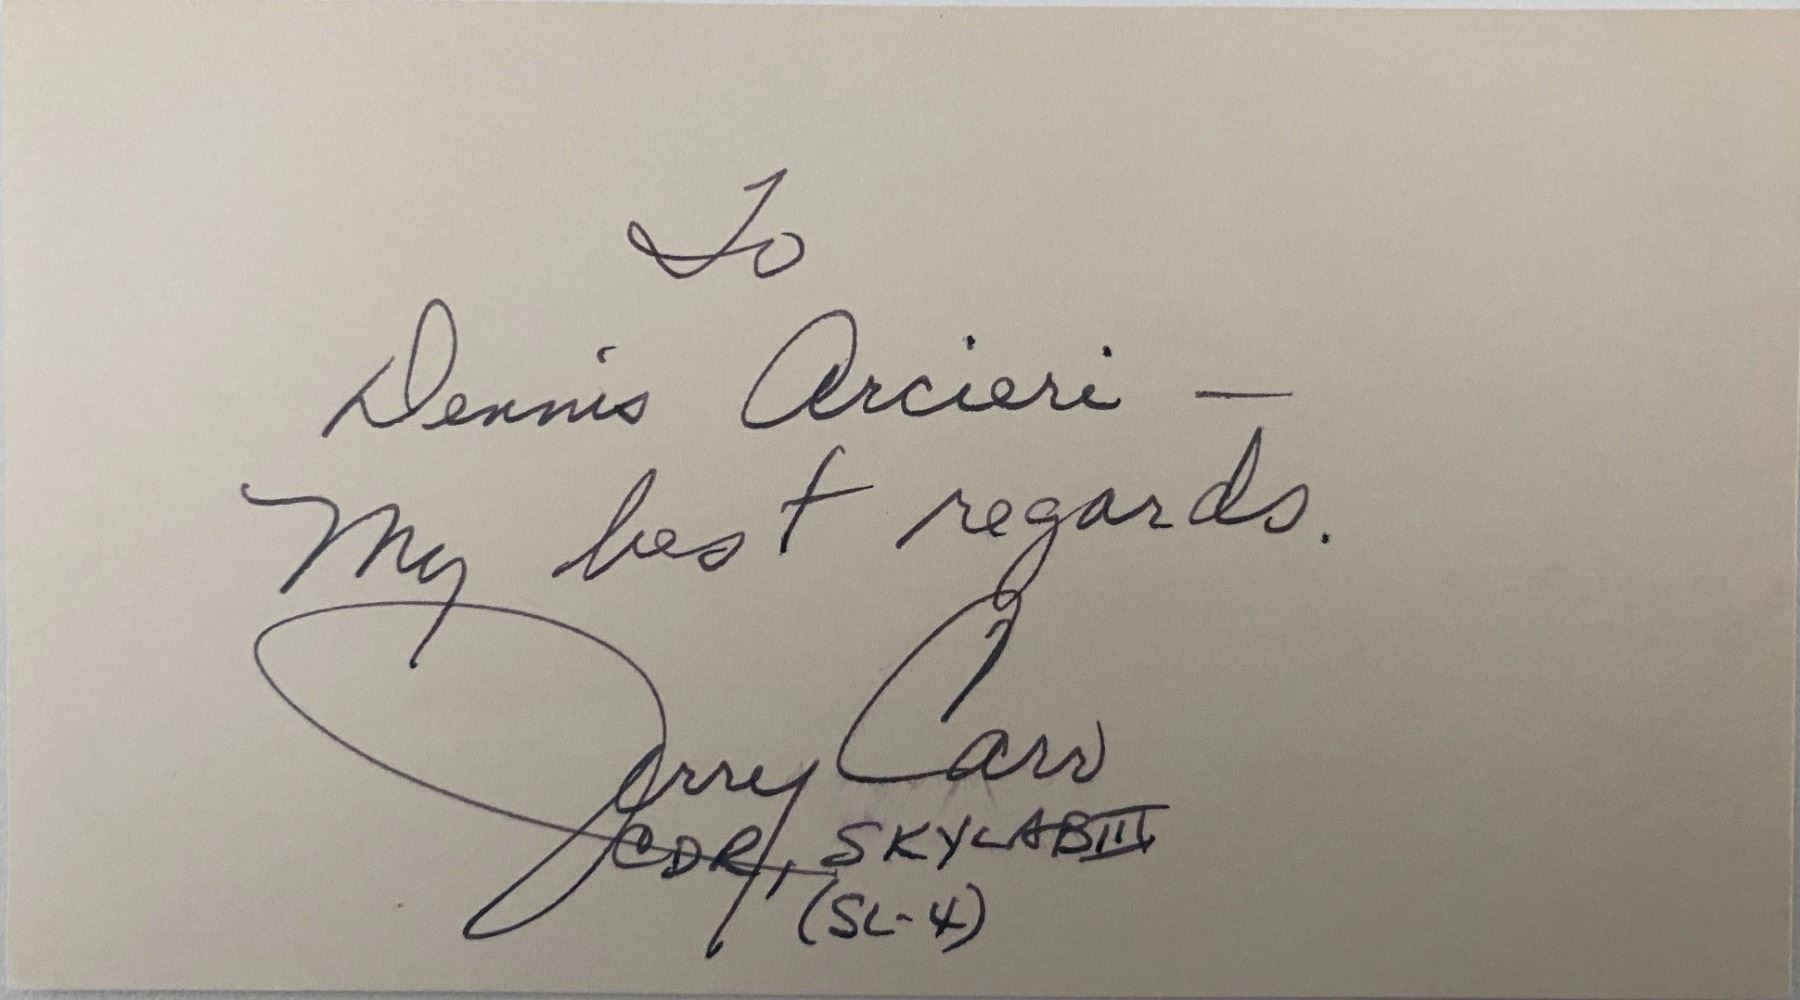 To
Dennis Arcieri —
My best regards.
Jerry Carr
CDR, SKYLAB III
(SL-4)